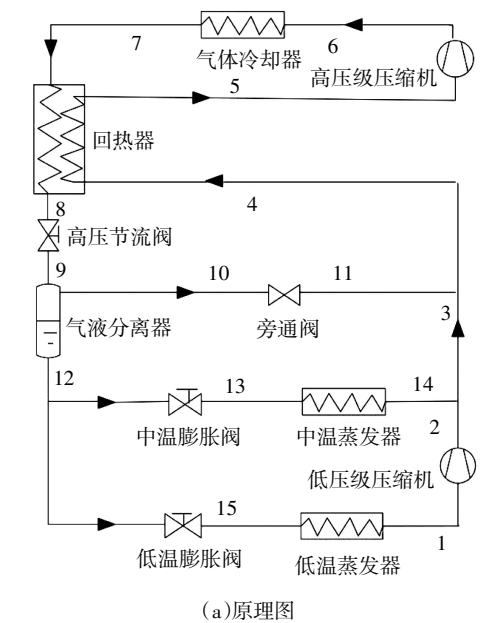 7
6
气体冷却器
高压级压缩机
5
回热器
4
8
高压节流阀
9
10
11
旁通阀
气液分离器
3
12
13
14
中温膨胀阀
中温蒸发器
2
低压级压缩机
15
1
低温膨胀阀
低温蒸发器
(a)原理图